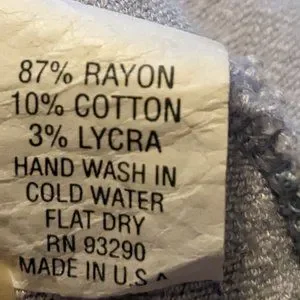 87% RAYON
10% COTTON
3% LYCRA
HAND WASH IN
COLD WATER
FLAT DRY
RN 93290
MADE IN U.S